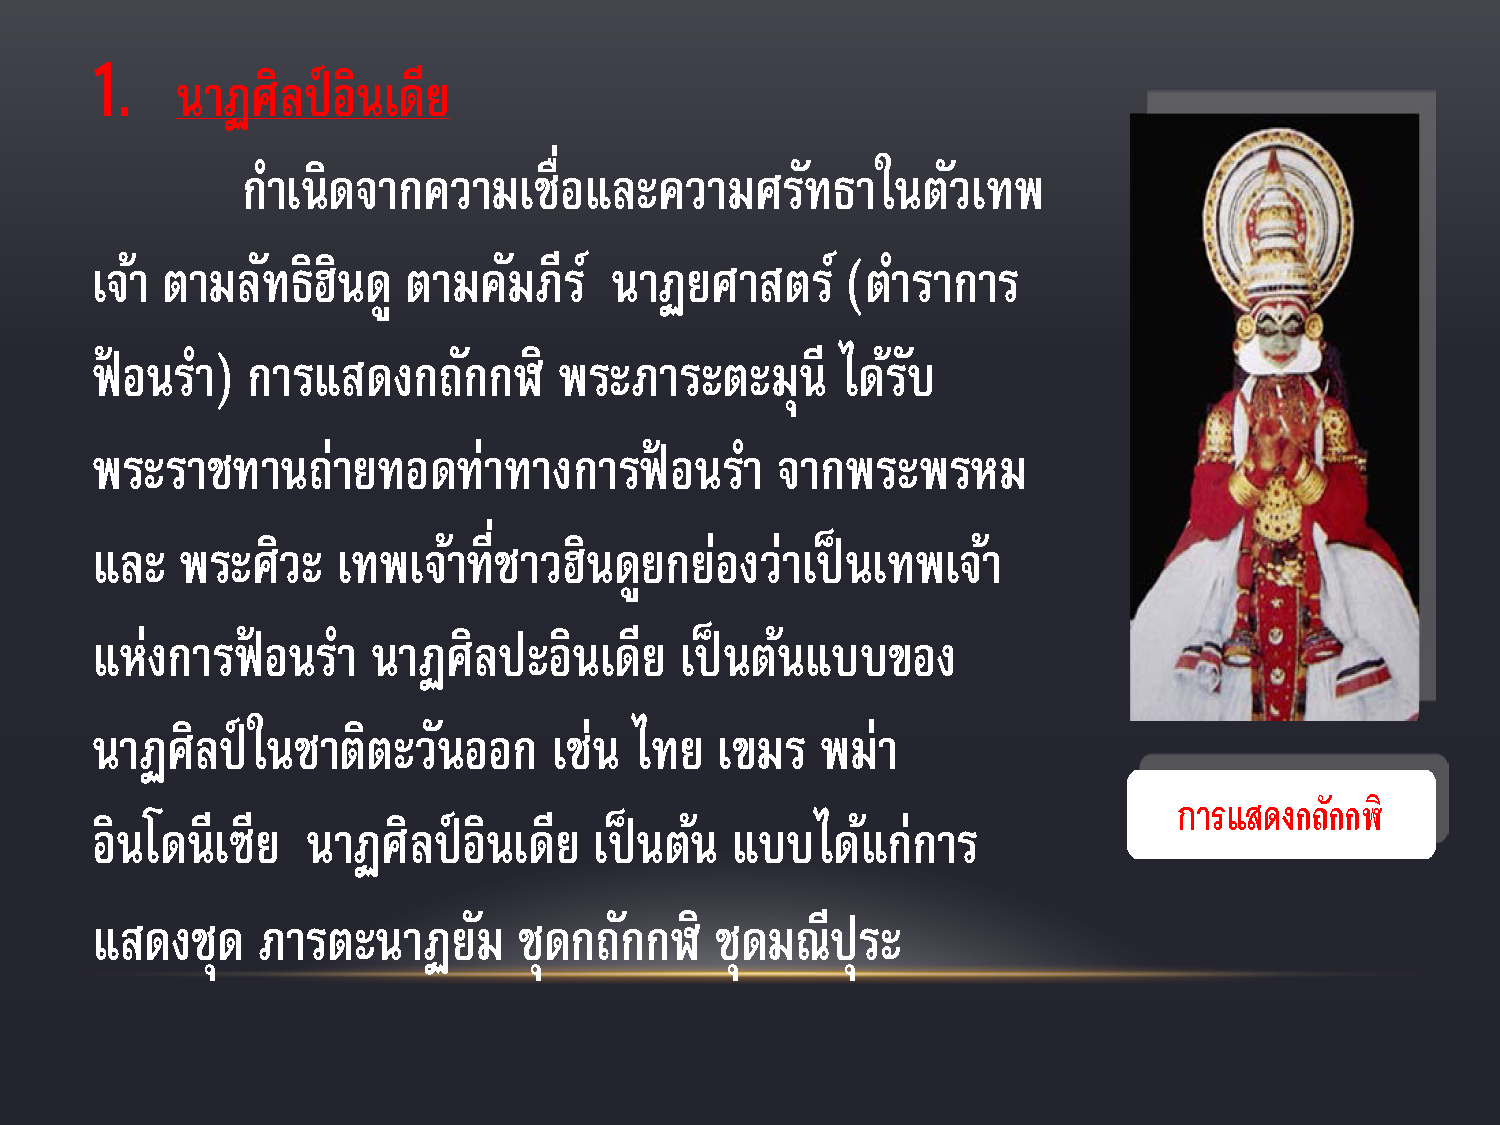 1. นาฏศิลป์อินเดีย
กำเนิดจากความเชื่อและความศรัทธาในตัวเทพ
เจ้า ตามลัทธิฮินดู ตามคัมภีร์ นาฏยศาสตร์ (ตำราการ
ฟ้อนรำ) การแสดงกถักกฬิ พระภาระตะมุนี ได้รับ
พระราชทานถ่ายทอดท่าทางการฟ้อนรำ จากพระพรหม
และ พระศิวะ เทพเจ้าที่ชาวฮินดูยกย่องว่าเป็นเทพเจ้า
แห่งการฟ้อนรำ นาฏศิลปะอินเดีย เป็นต้นแบบของ
นาฏศิลป์ในชาติตะวันออก เช่น ไทย เขมร พม่า
อินโดนีเซีย นาฏศิลป์อินเดีย เป็นต้น แบบได้แก่การ
แสดงชุด ภารตะนาฏยัม ชุดกถักกฬิ ชุดมณีปุระ
การแสดงกถักกฬิ